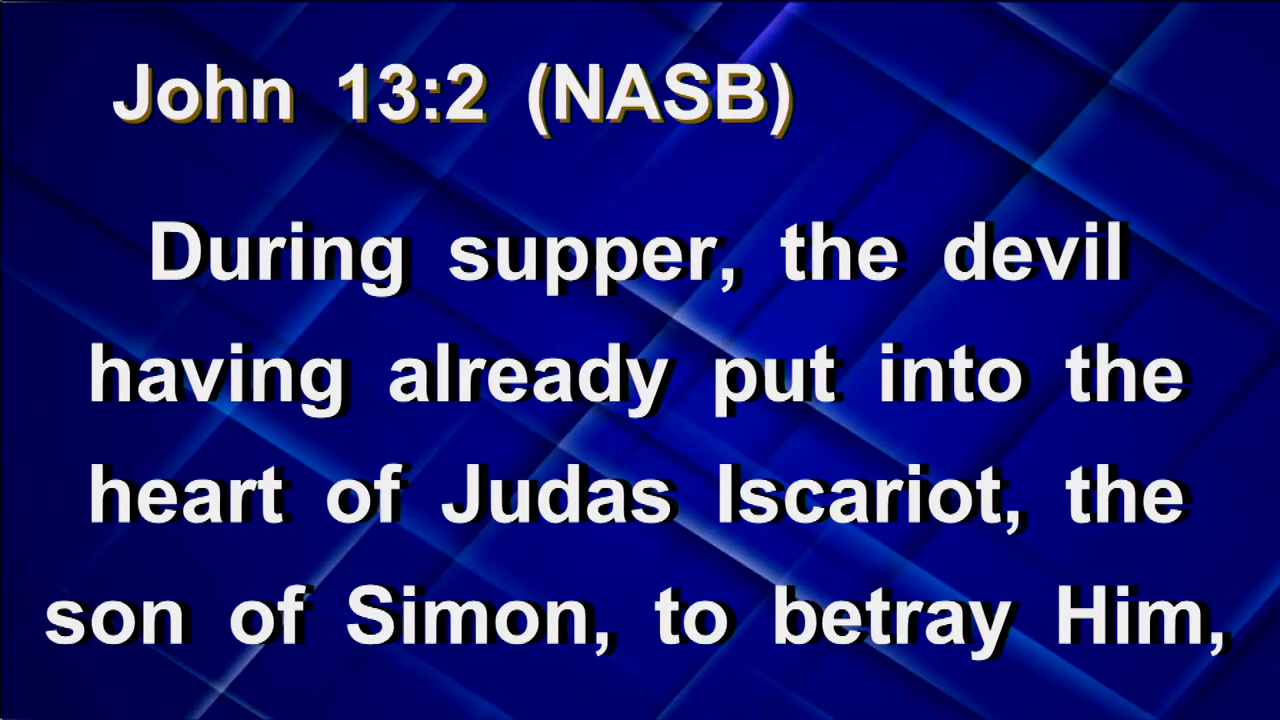 John 13:2 (NASB)
During supper, the devil
having already put into the
heart of Judas Iscariot, the
son of Simon, to betray Him,